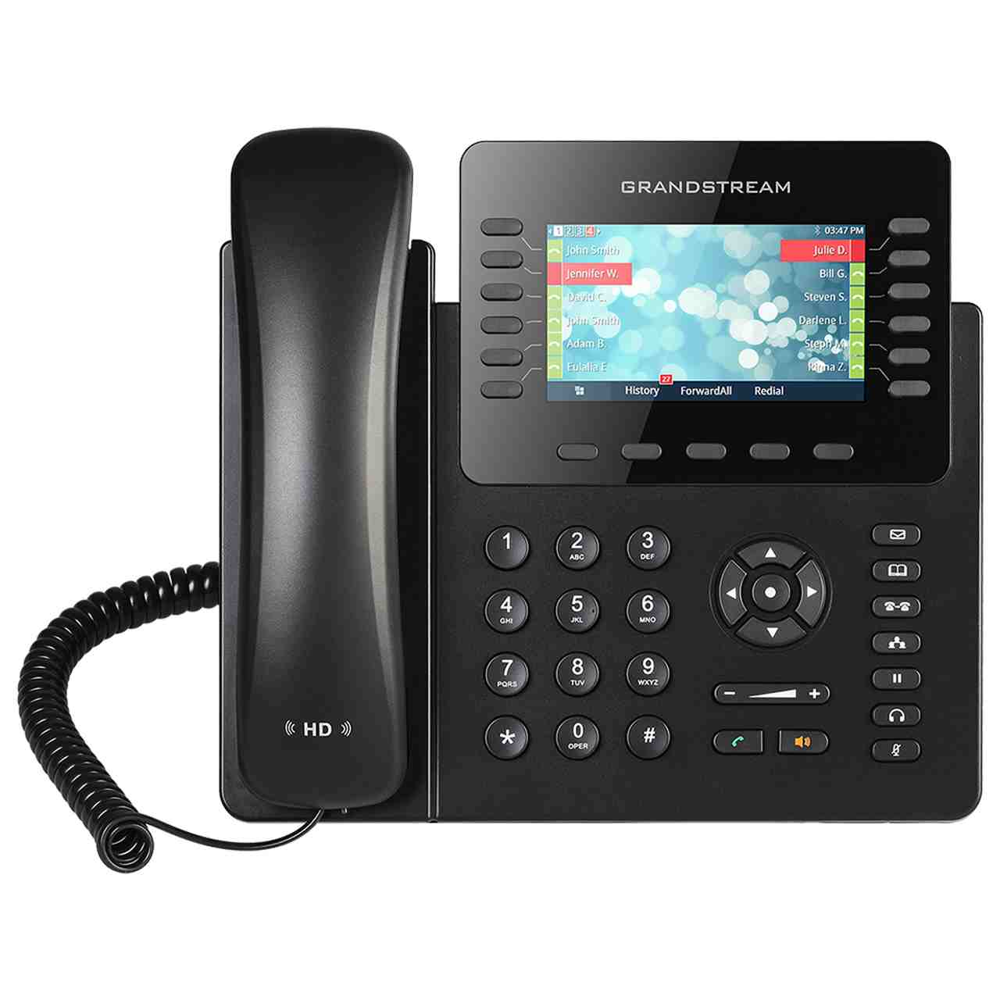 GRANDSTREAM
1 2 3 4 03:47 PM
John Smith Julie D.
Jennifer W. Bill G.
David C. Steven S.
John Smith Darlene L.
Adam B. Steph M.
Eulalia E
Z.
27
History ForwardAll Redial
1 2 3
ABC DEF
4 5 6
GHI JKL MNO
7 8 9
PQRS TUV WXYZ
* 0 #
OPER
- +
HD